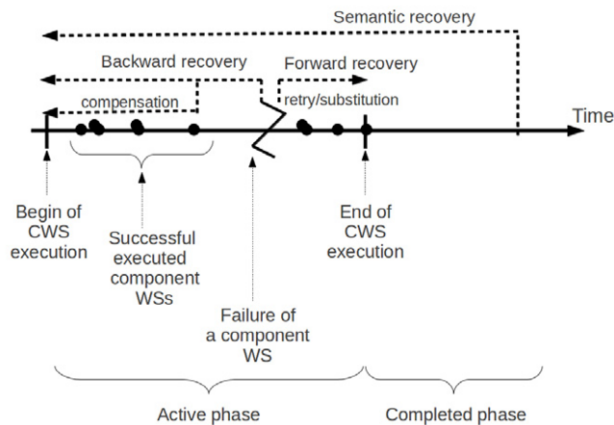 Semantic recovery
Backward recovery
Forward recovery
compensation
retry/substitution
Time
Begin of
CWS
execution
Successful
executed
component
WSs
Failure of
a component
WS
End of
CWS
execution
Active phase
Completed phase